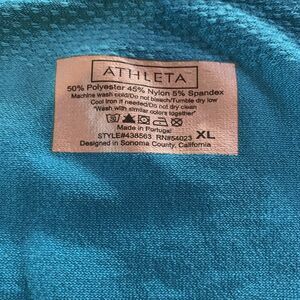 ATHLETA
50% Polyester 45% Nylon 5% Spandex
Machine wash cold/Do not bleach/Tumble dry low
Cool iron if needed/Do not dry clean
"Wash with similar colors together"
Made in Portugal
STYLE#438563 RN#54023 XL
Designed in Sonoma County, California